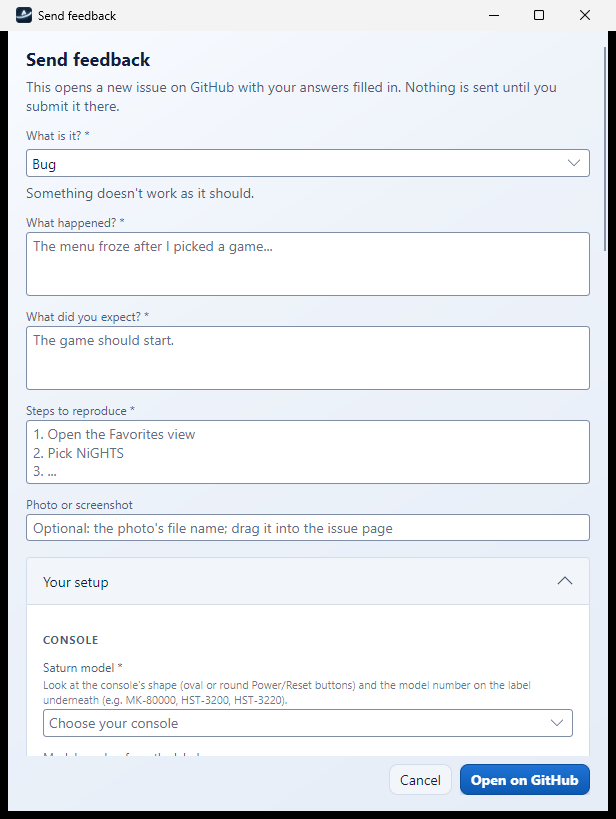 Send feedback
Send feedback
This opens a new issue on GitHub with your answers filled in. Nothing is sent until you
submit it there.
What is it? *
Bug
Something doesn't work as it should.
What happened? *
The menu froze after I picked a game...
What did you expect? *
The game should start.
Steps to reproduce *
1. Open the Favorites view
2. Pick NiGHTS
3. ...
Photo or screenshot
Optional: the photo's file name; drag it into the issue page
Your setup
CONSOLE
Saturn model *
Look at the console's shape (oval or round Power/Reset buttons) and the model number on the label
underneath (e.g. MK-80000, HST-3200, HST-3220).
Choose your console
Cancel
Open on GitHub